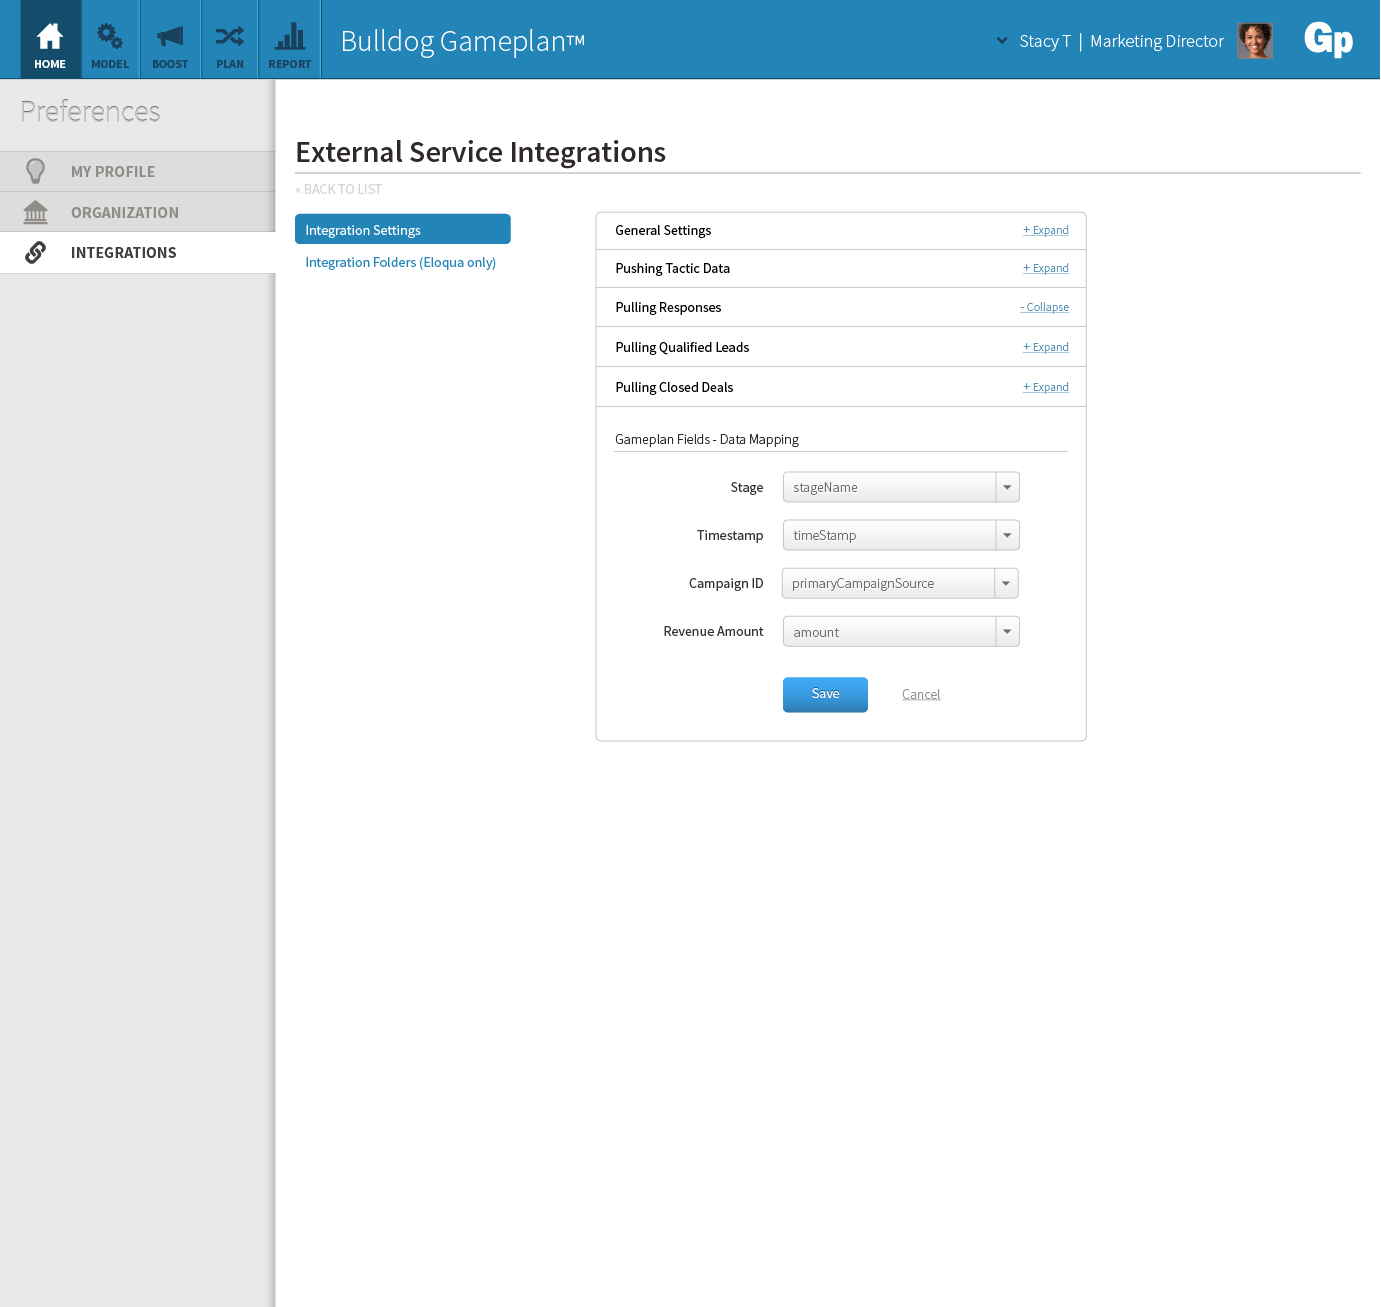 HOME
MODEL
BOOST
PLAN
REPORT
Bulldog Gameplan™
Stacy T | Marketing Director
Gp
Preferences
MY PROFILE
ORGANIZATION
INTEGRATIONS
External Service Integrations
« BACK TO LIST
Integration Settings
Integration Folders (Eloqua only)
General Settings + Expand
Pushing Tactic Data + Expand
Pulling Responses - Collapse
Pulling Qualified Leads + Expand
Pulling Closed Deals + Expand
Gameplan Fields - Data Mapping
Stage stageName
Timestamp timeStamp
Campaign ID primaryCampaignSource
Revenue Amount amount
Save Cancel